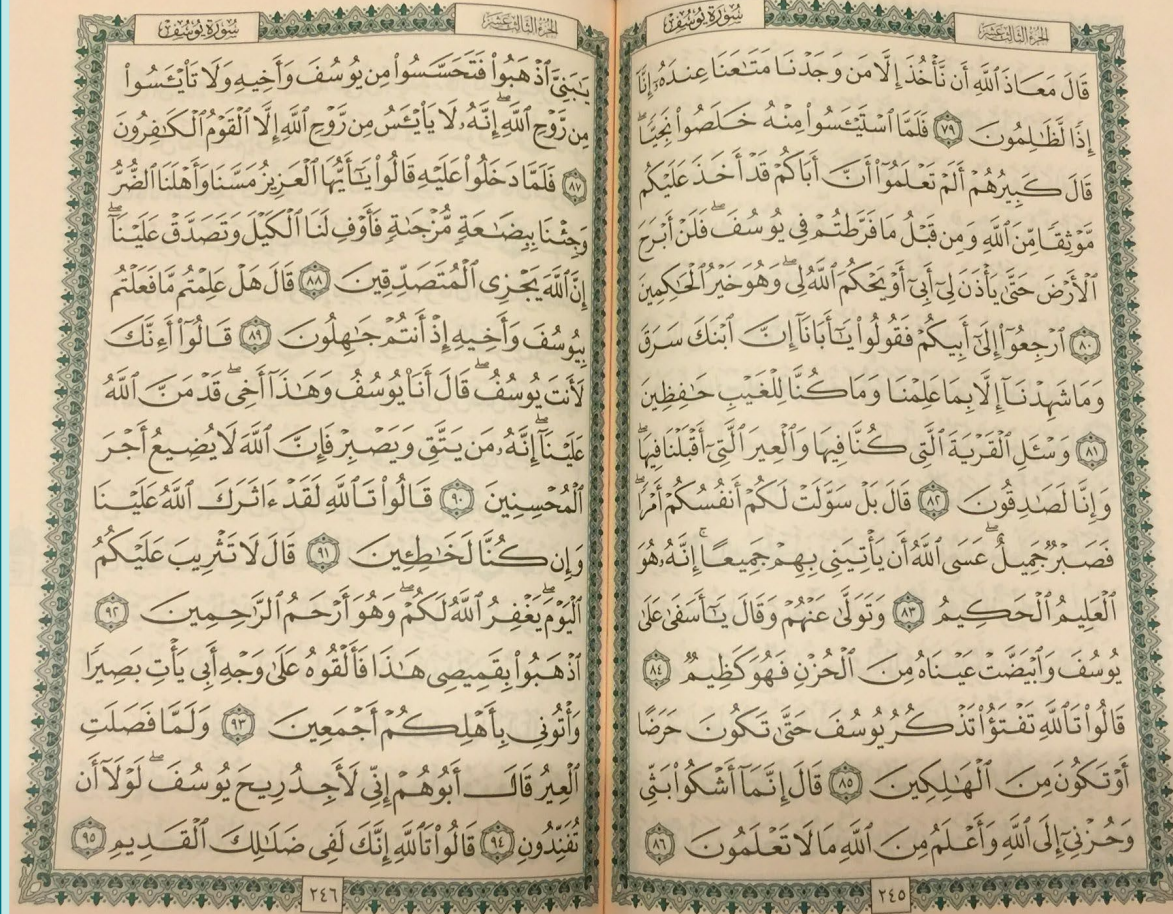 الجزء الثالث عشر
سورة يوسف
قَالَ مَعَاذَ ٱللَّهِ أَن نَّأْخُذَ إِلَّا مَن وَجَدْنَا مَتَـٰعَنَا عِندَهُۥٓ إِنَّآ
إِذًا لَّظَـٰلِمُونَ ٧٩ فَلَمَّا ٱسْتَيْـَٔسُوا۟ مِنْهُ خَلَصُوا۟ نَجِيًّا ۖ
قَالَ كَبِيرُهُمْ أَلَمْ تَعْلَمُوٓا۟ أَنَّ أَبَاكُمْ قَدْ أَخَذَ عَلَيْكُم
مَّوْثِقًا مِّنَ ٱللَّهِ وَمِن قَبْلُ مَا فَرَّطتُمْ فِى يُوسُفَ ۖ فَلَنْ أَبْرَحَ
ٱلْأَرْضَ حَتَّىٰ يَأْذَنَ لِىٓ أَبِىٓ أَوْ يَحْكُمَ ٱللَّهُ لِى ۖ وَهُوَ خَيْرُ ٱلْحَـٰكِمِينَ
٨٠ ٱرْجِعُوٓا۟ إِلَىٰٓ أَبِيكُمْ فَقُولُوا۟ يَـٰٓأَبَانَآ إِنَّ ٱبْنَكَ سَرَقَ
وَمَا شَهِدْنَآ إِلَّا بِمَا عَلِمْنَا وَمَا كُنَّا لِلْغَيْبِ حَـٰفِظِينَ
٨١ وَسْـَٔلِ ٱلْقَرْيَةَ ٱلَّتِى كُنَّا فِيهَا وَٱلْعِيرَ ٱلَّتِىٓ أَقْبَلْنَا فِيهَا ۖ
وَإِنَّا لَصَـٰدِقُونَ ٨٢ قَالَ بَلْ سَوَّلَتْ لَكُمْ أَنفُسُكُمْ أَمْرًا ۖ
فَصَبْرٌ جَمِيلٌ ۖ عَسَى ٱللَّهُ أَن يَأْتِيَنِى بِهِمْ جَمِيعًا ۚ إِنَّهُۥ هُوَ
ٱلْعَلِيمُ ٱلْحَكِيمُ ٨٣ وَتَوَلَّىٰ عَنْهُمْ وَقَالَ يَـٰٓأَسَفَىٰ عَلَىٰ
يُوسُفَ وَٱبْيَضَّتْ عَيْنَاهُ مِنَ ٱلْحُزْنِ فَهُوَ كَظِيمٌ ٨٤
قَالُوا۟ تَٱللَّهِ تَفْتَؤُا۟ تَذْكُرُ يُوسُفَ حَتَّىٰ تَكُونَ حَرَضًا
أَوْ تَكُونَ مِنَ ٱلْهَـٰلِكِينَ ٨٥ قَالَ إِنَّمَآ أَشْكُوا۟ بَثِّى
وَحُزْنِىٓ إِلَى ٱللَّهِ وَأَعْلَمُ مِنَ ٱللَّهِ مَا لَا تَعْلَمُونَ ٨٦
٢٤٥
سورة يوسف
الجزء الثالث عشر
يَـٰبَنِىَّ ٱذْهَبُوا۟ فَتَحَسَّسُوا۟ مِن يُوسُفَ وَأَخِيهِ وَلَا تَا۟يْـَٔسُوا۟
مِن رَّوْحِ ٱللَّهِ ۖ إِنَّهُۥ لَا يَا۟يْـَٔسُ مِن رَّوْحِ ٱللَّهِ إِلَّا ٱلْقَوْمُ ٱلْكَـٰفِرُونَ
٨٧ فَلَمَّا دَخَلُوا۟ عَلَيْهِ قَالُوا۟ يَـٰٓأَيُّهَا ٱلْعَزِيزُ مَسَّنَا وَأَهْلَنَا ٱلضُّرُّ
وَجِئْنَا بِبِضَـٰعَةٍ مُّزْجَىٰةٍ فَأَوْفِ لَنَا ٱلْكَيْلَ وَتَصَدَّقْ عَلَيْنَآ ۖ
إِنَّ ٱللَّهَ يَجْزِى ٱلْمُتَصَدِّقِينَ ٨٨ قَالَ هَلْ عَلِمْتُم مَّا فَعَلْتُم
بِيُوسُفَ وَأَخِيهِ إِذْ أَنتُمْ جَـٰهِلُونَ ٨٩ قَالُوٓا۟ أَءِنَّكَ
لَأَنتَ يُوسُفُ ۖ قَالَ أَنَا۠ يُوسُفُ وَهَـٰذَآ أَخِى ۖ قَدْ مَنَّ ٱللَّهُ
عَلَيْنَآ ۖ إِنَّهُۥ مَن يَتَّقِ وَيَصْبِرْ فَإِنَّ ٱللَّهَ لَا يُضِيعُ أَجْرَ
ٱلْمُحْسِنِينَ ٩٠ قَالُوا۟ تَٱللَّهِ لَقَدْ ءَاثَرَكَ ٱللَّهُ عَلَيْنَا
وَإِن كُنَّا لَخَـٰطِـِٔينَ ٩١ قَالَ لَا تَثْرِيبَ عَلَيْكُمُ
ٱلْيَوْمَ ۖ يَغْفِرُ ٱللَّهُ لَكُمْ ۖ وَهُوَ أَرْحَمُ ٱلرَّٰحِمِينَ ٩٢
ٱذْهَبُوا۟ بِقَمِيصِى هَـٰذَا فَأَلْقُوهُ عَلَىٰ وَجْهِ أَبِى يَأْتِ بَصِيرًا
وَأْتُونِى بِأَهْلِكُمْ أَجْمَعِينَ ٩٣ وَلَمَّا فَصَلَتِ
ٱلْعِيرُ قَالَ أَبُوهُمْ إِنِّى لَأَجِدُ رِيحَ يُوسُفَ ۖ لَوْلَآ أَن
تُفَنِّدُونِ ٩٤ قَالُوا۟ تَٱللَّهِ إِنَّكَ لَفِى ضَلَـٰلِكَ ٱلْقَدِيمِ ٩٥
٢٤٦